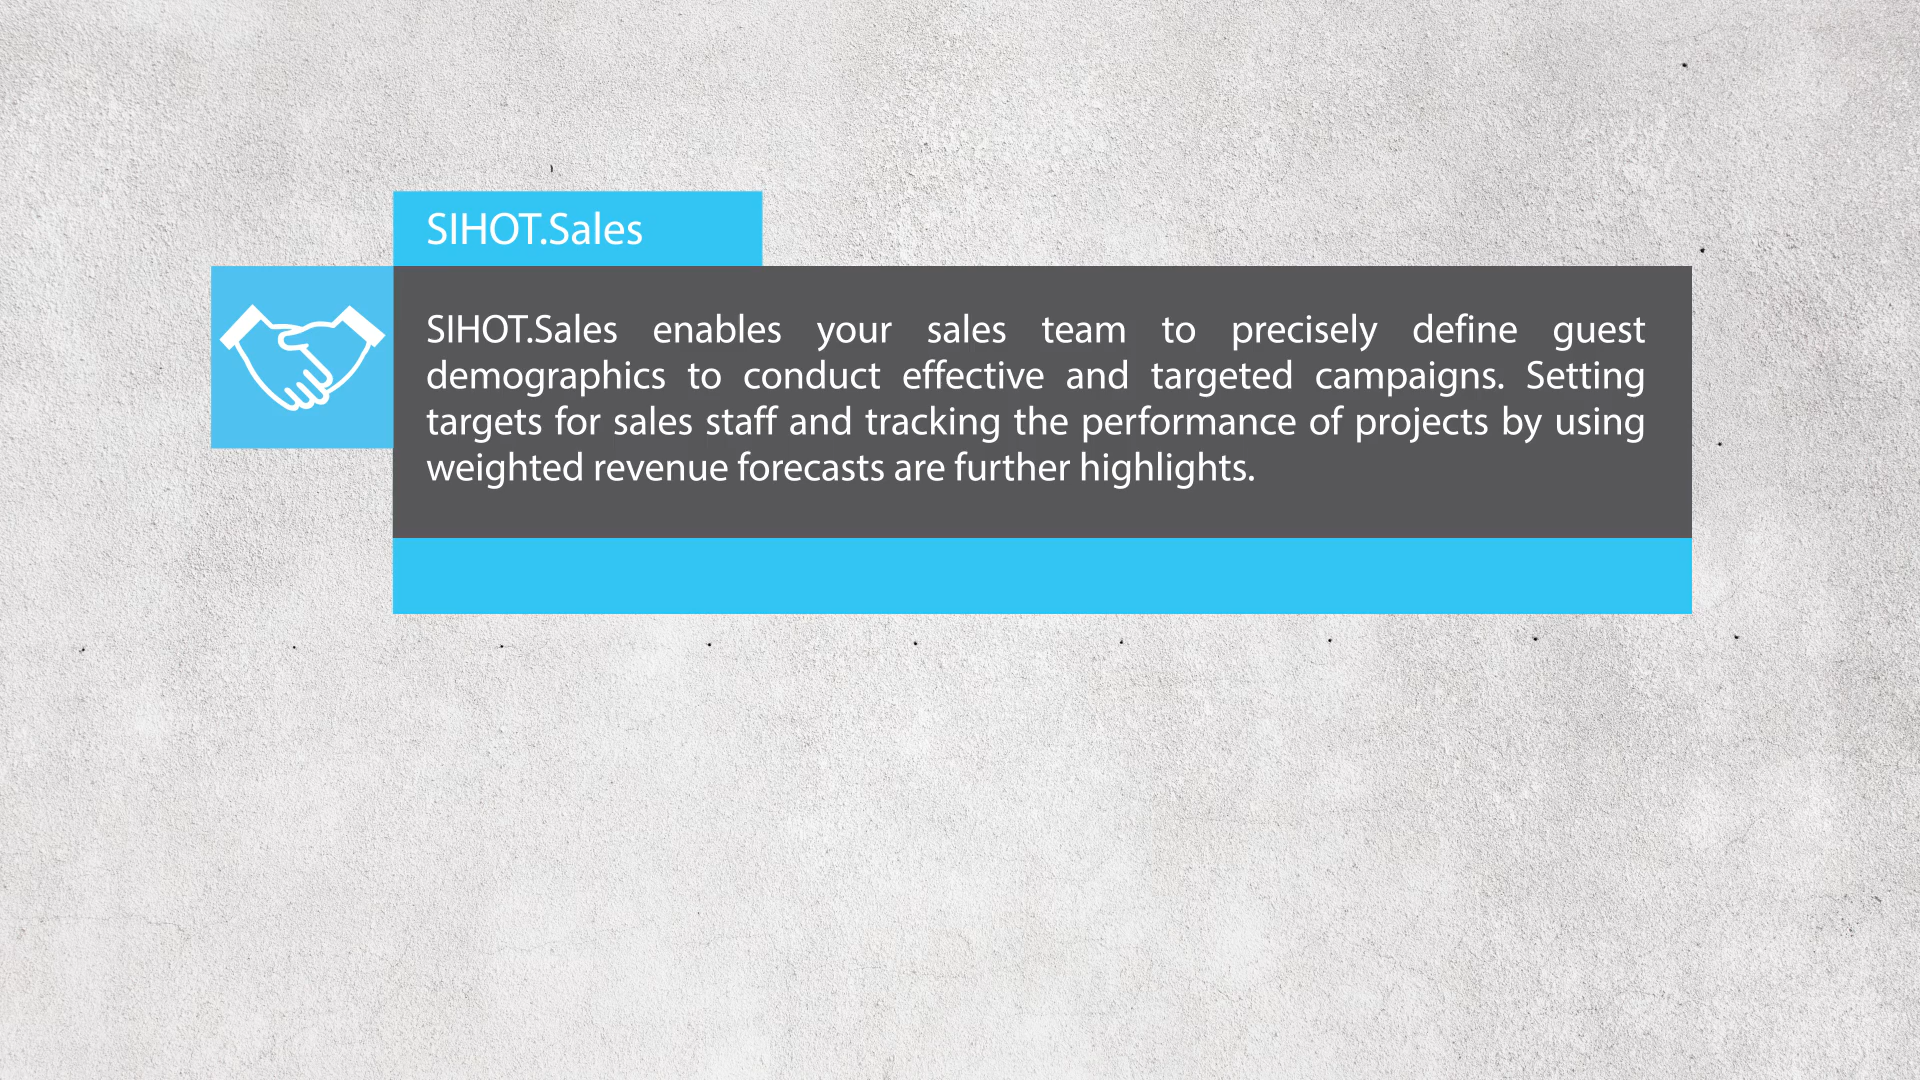 SIHOT.Sales
SIHOT.Sales enables your sales team to precisely define guest
demographics to conduct effective and targeted campaigns. Setting
targets for sales staff and tracking the performance of projects by using
weighted revenue forecasts are further highlights.